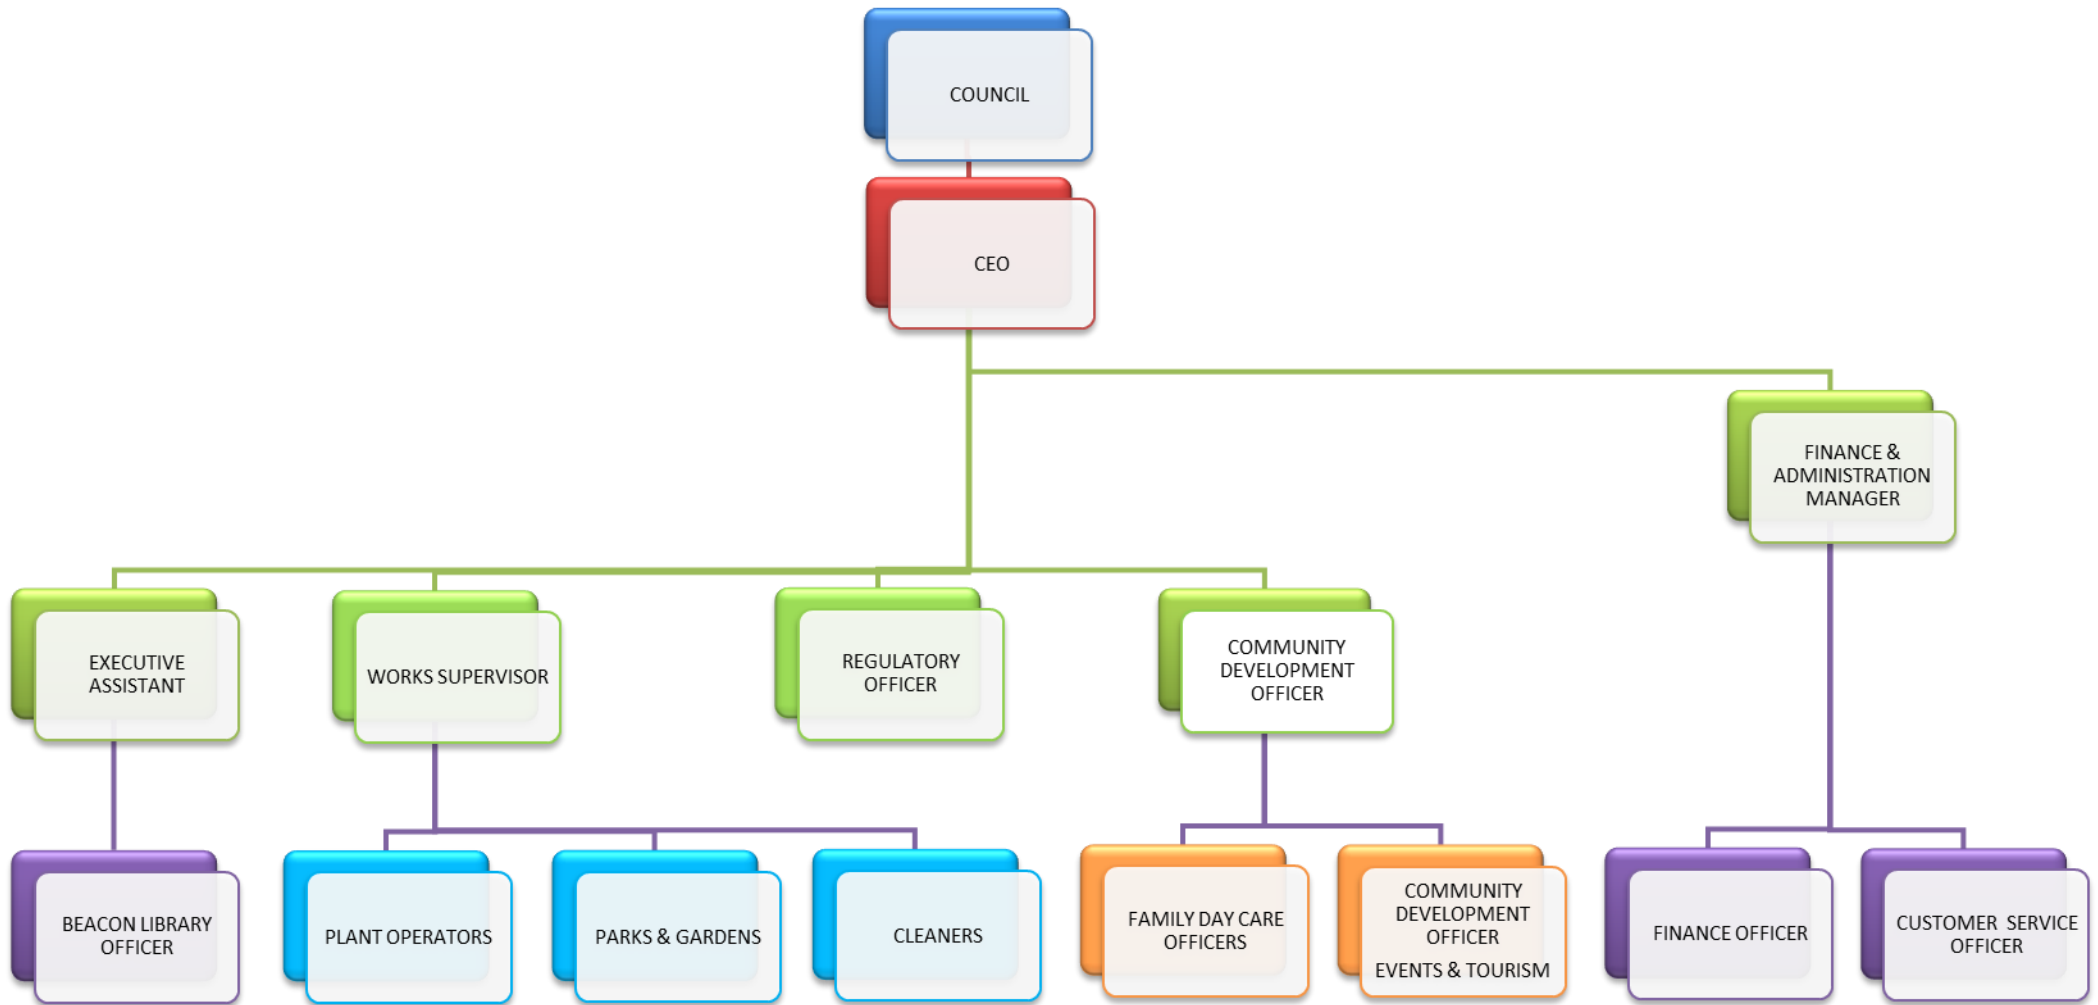 COUNCIL
CEO
FINANCE &
ADMINISTRATION
MANAGER
EXECUTIVE
ASSISTANT
WORKS SUPERVISOR
REGULATORY
OFFICER
COMMUNITY
DEVELOPMENT
OFFICER
BEACON LIBRARY
OFFICER
PLANT OPERATORS
PARKS & GARDENS
CLEANERS
FAMILY DAY CARE
OFFICERS
COMMUNITY
DEVELOPMENT
OFFICER
EVENTS & TOURISM
FINANCE OFFICER
CUSTOMER SERVICE
OFFICER